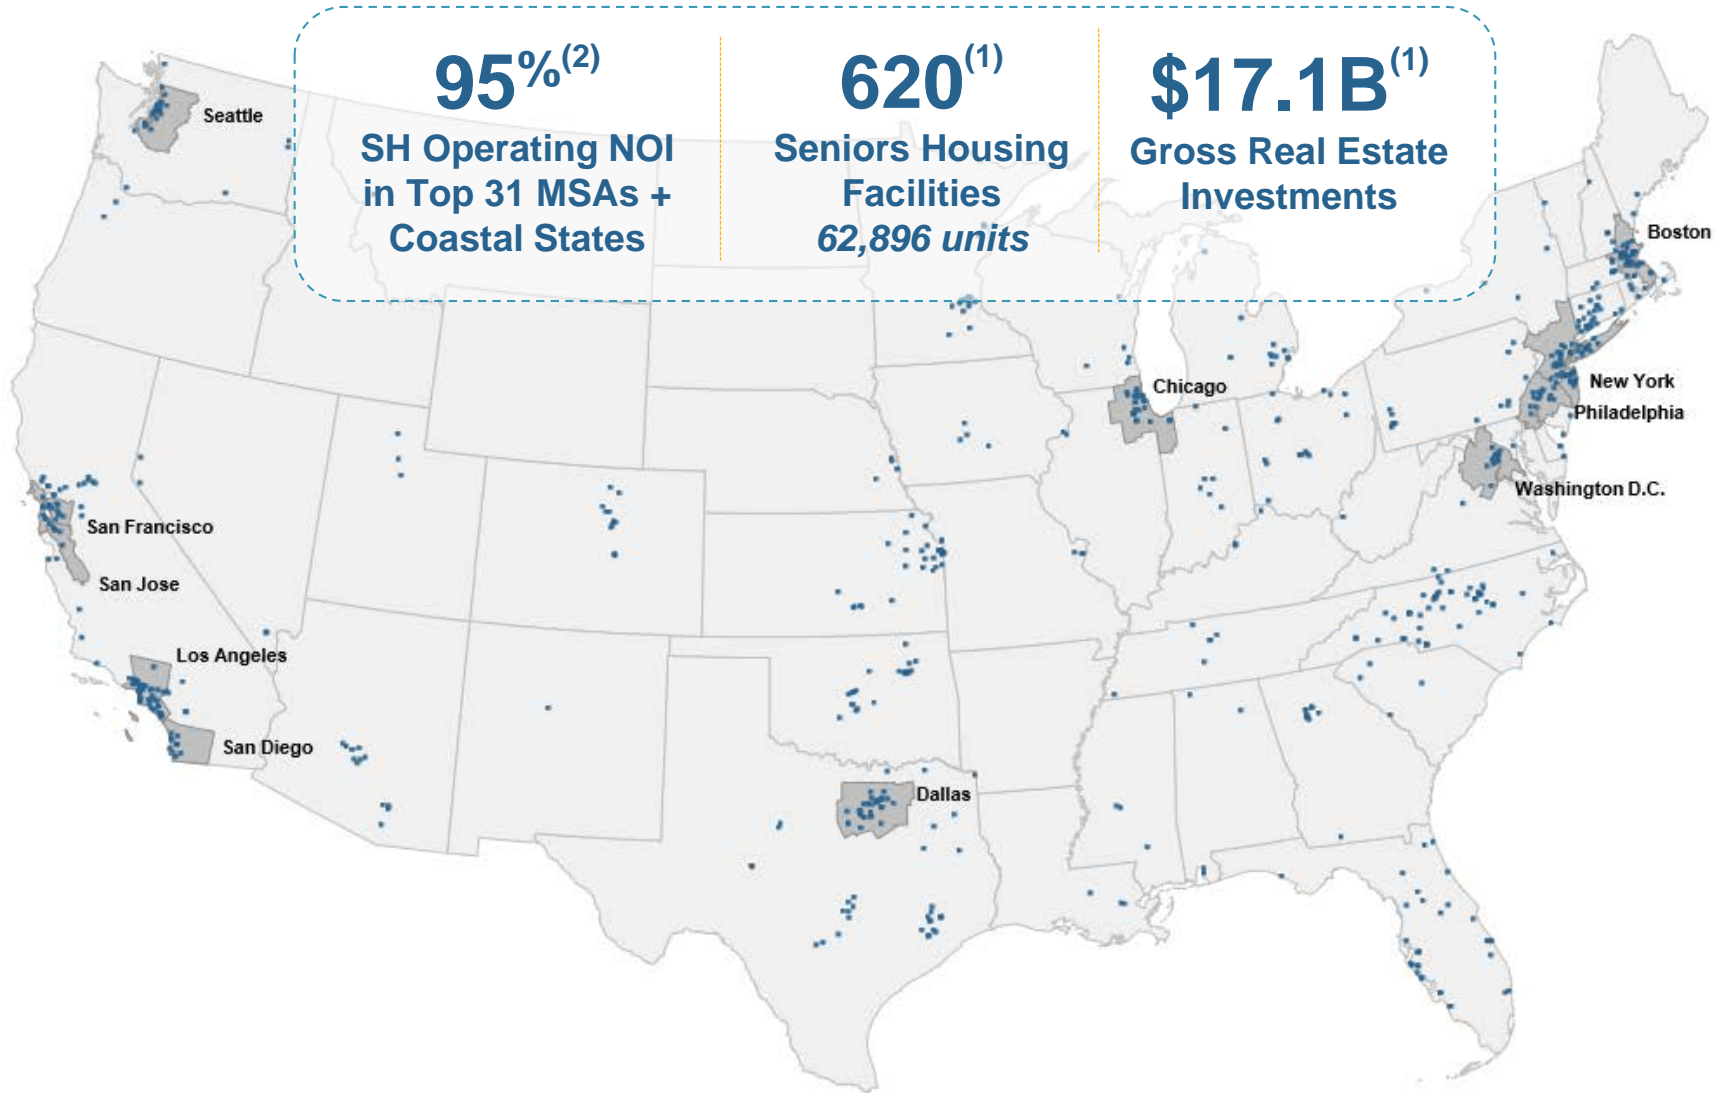 95%(2)
SH Operating NOI
in Top 31 MSAs +
Coastal States
620(1)
Seniors Housing
Facilities
62,896 units
$17.1B(1)
Gross Real Estate
Investments
Seattle
Boston
Chicago
New York
Philadelphia
Washington D.C.
San Francisco
San Jose
Los Angeles
San Diego
Dallas